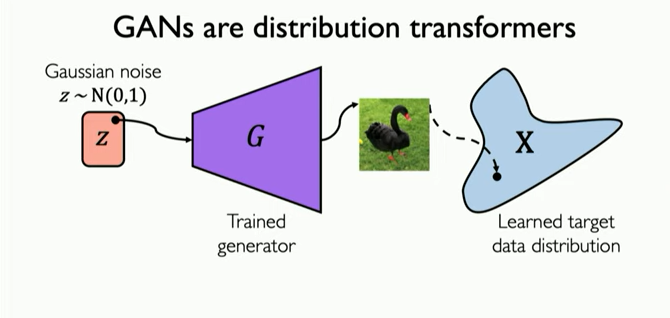 GANs are distribution transformers
Gaussian noise
z ~ N(0,1)
z
G
X
Trained
generator
Learned target
data distribution